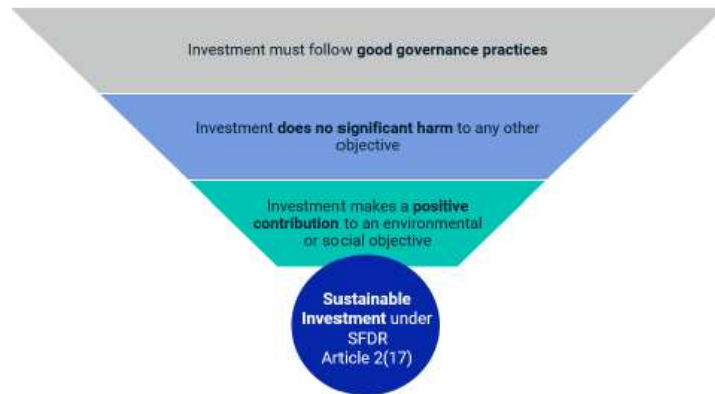 Investment must follow good governance practices
Investment does no significant harm to any other
objective
Investment makes a positive
contribution to an environmental
or social objective
Sustainable
Investment under
SFDR
Article 2(17)